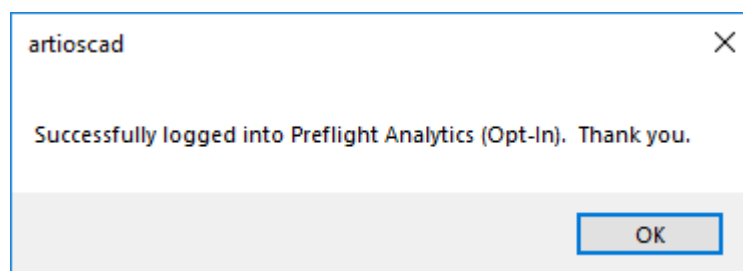 artioscad
Successfully logged into Preflight Analytics (Opt-In).  Thank you.
OK